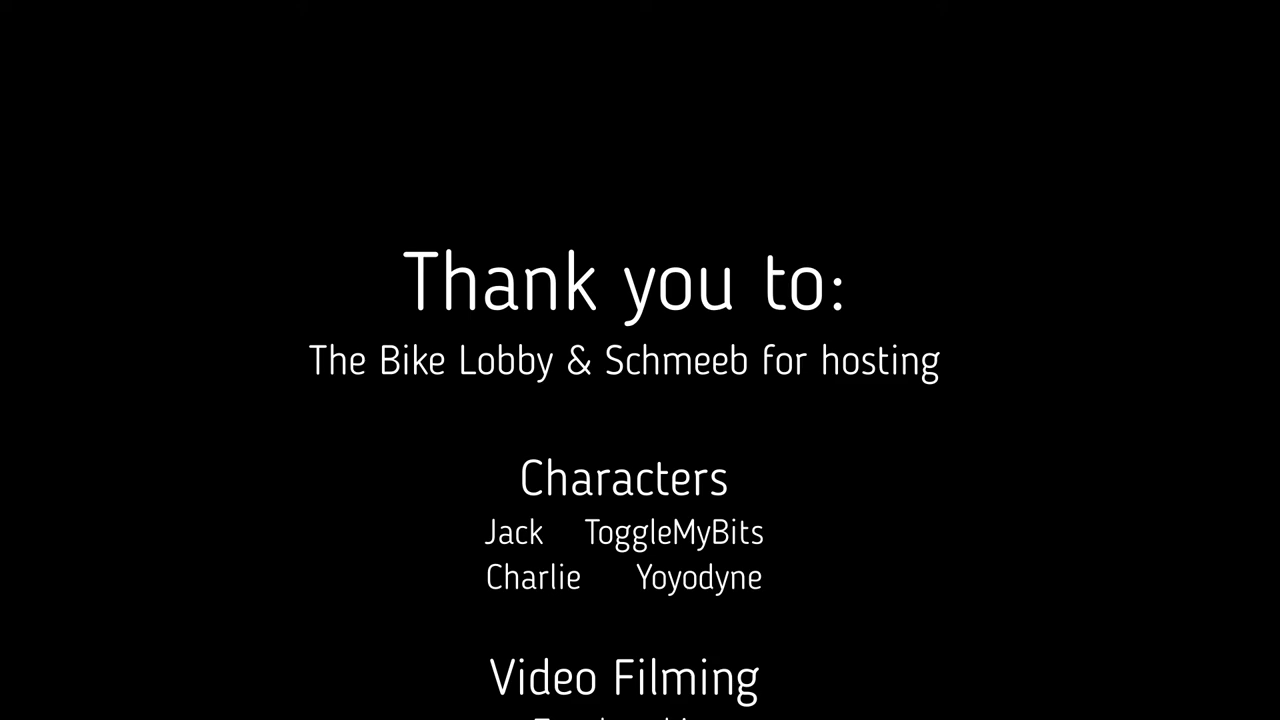 Thank you to:
The Bike Lobby & Schmeeb for hosting
Characters
Jack ToggleMyBits
Charlie Yoyodyne
Video Filming